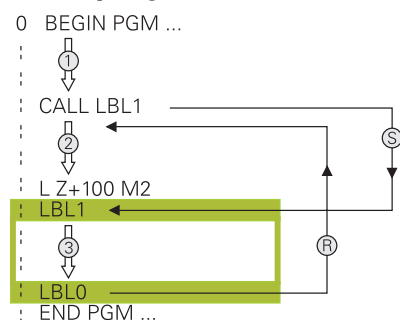 0 BEGIN PGM ...
1
CALL LBL1
S
2
L Z+100 M2
LBL1
3
R
LBL0
END PGM ...